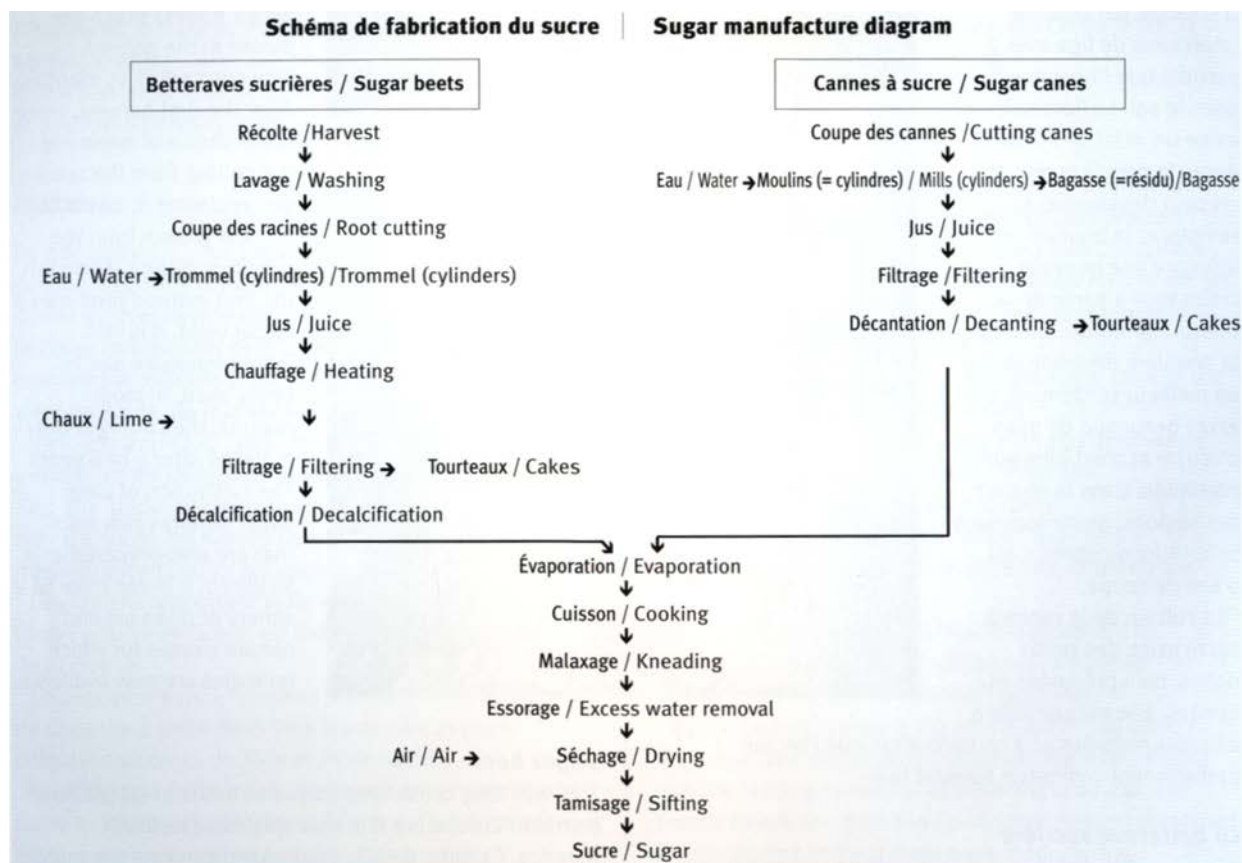 Schéma de fabrication du sucre | Sugar manufacture diagram
Betteraves sucrières / Sugar beets
Récolte /Harvest
Lavage / Washing
Coupe des racines / Root cutting
Eau / Water → Trommel (cylindres) /Trommel (cylinders)
Jus / Juice
Chauffage / Heating
Chaux / Lime →
Filtrage / Filtering → Tourteaux / Cakes
Décalcification / Decalcification
Cannes à sucre / Sugar canes
Coupe des cannes /Cutting canes
Eau / Water → Moulins (= cylindres) / Mills (cylinders) → Bagasse (=résidu)/Bagasse
Jus / Juice
Filtrage /Filtering
Décantation / Decanting → Tourteaux / Cakes
Évaporation / Evaporation
Cuisson / Cooking
Malaxage / Kneading
Essorage / Excess water removal
Air / Air → Séchage / Drying
Tamisage / Sifting
Sucre / Sugar